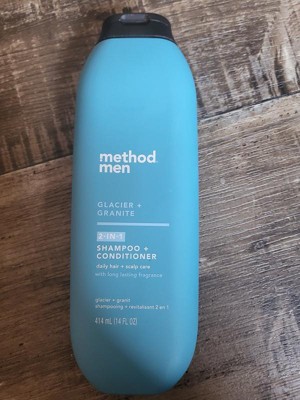 method.
men
GLACIER +
GRANITE
2-IN-1
SHAMPOO +
CONDITIONER
daily hair + scalp care
with long lasting fragrance
glacier + granit
shampooing + revitalisant 2 en 1
414 mL (14 FL OZ)